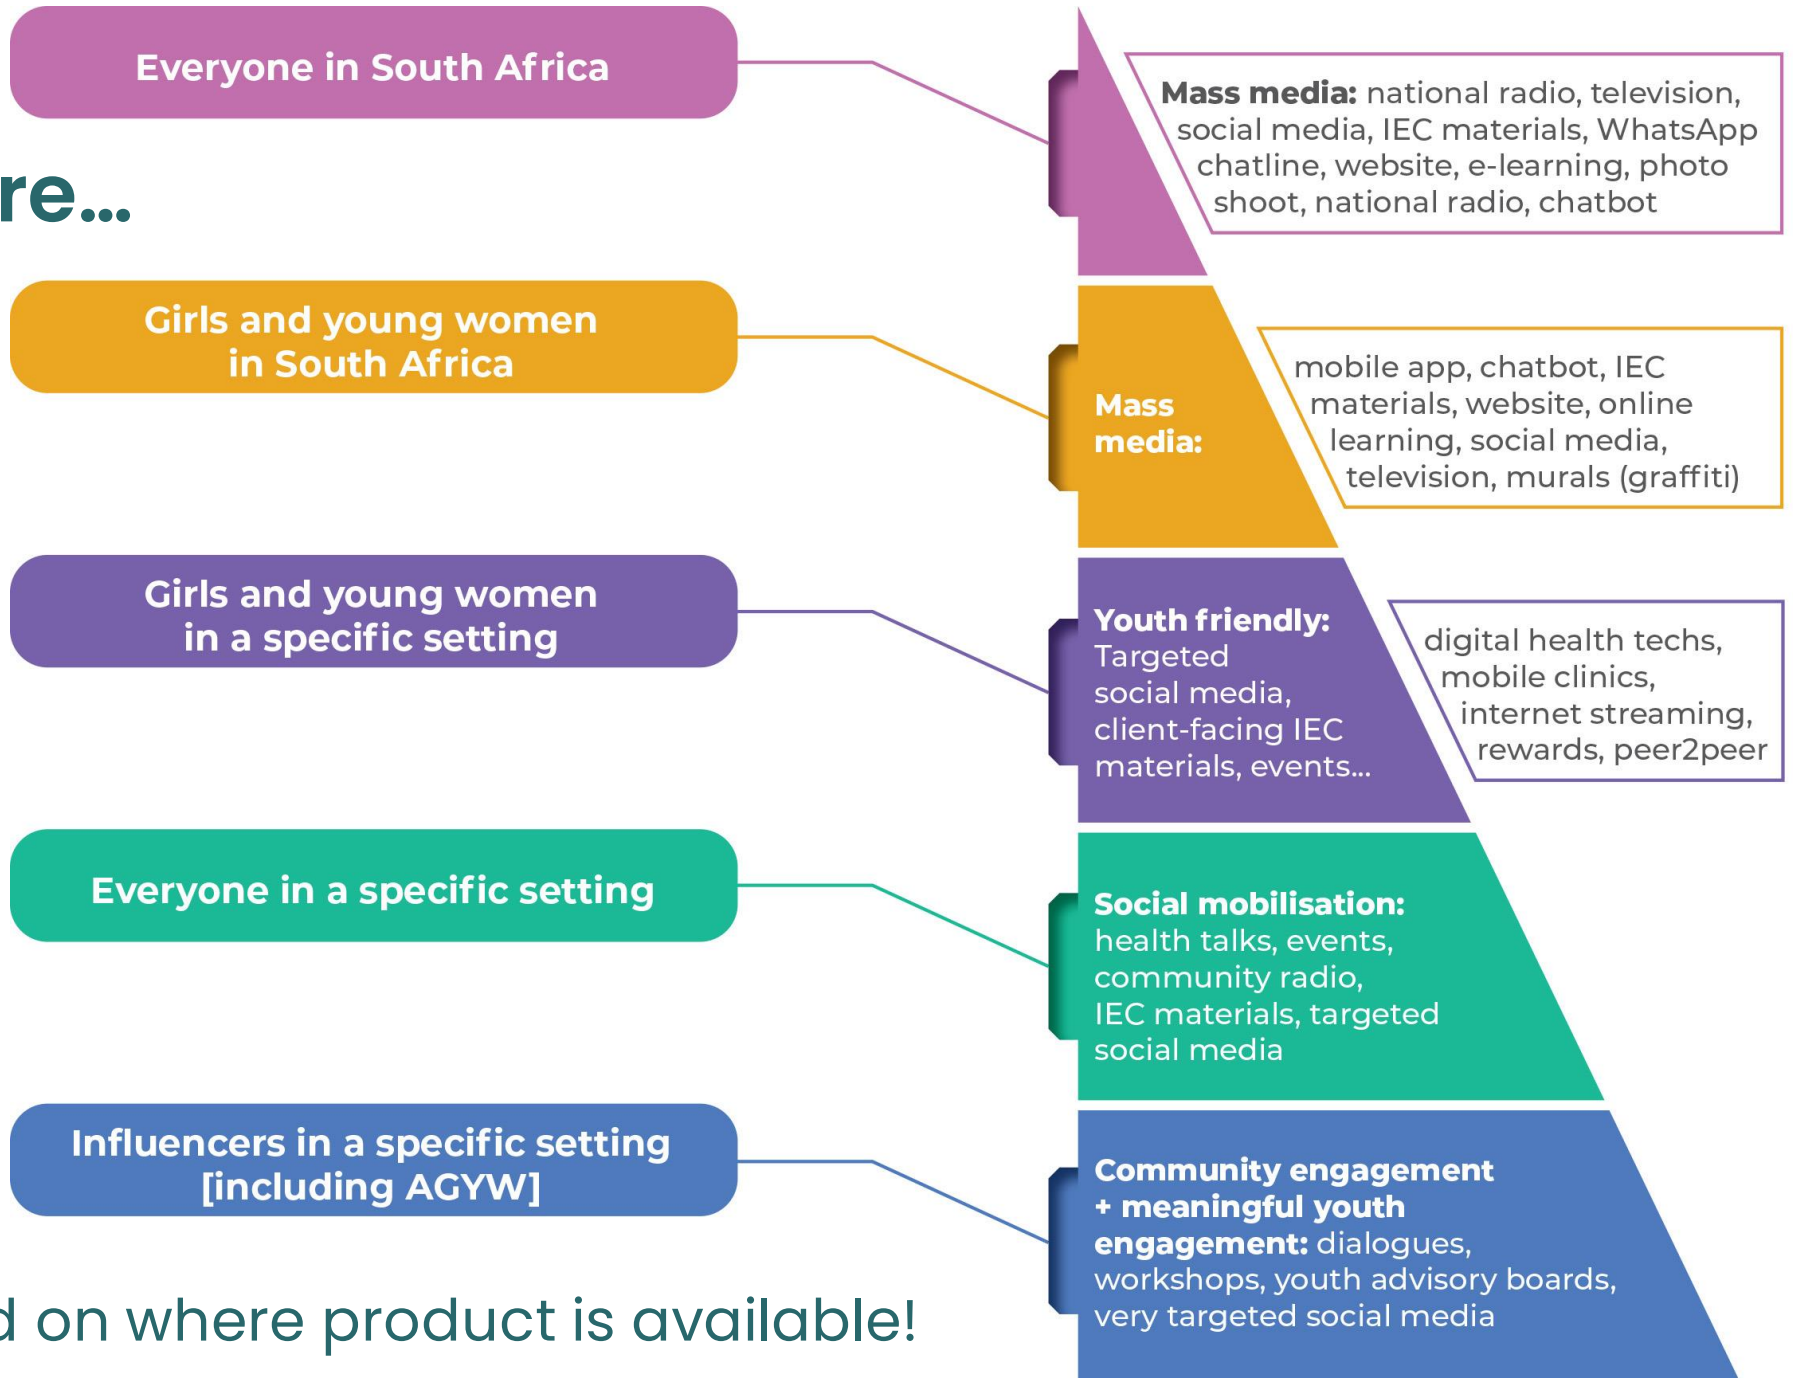 Everyone in South Africa
Mass media: national radio, television,
social media, IEC materials, WhatsApp
chatline, website, e-learning, photo
shoot, national radio, chatbot
re...
Girls and young women
in South Africa
Mass
media:
mobile app, chatbot, IEC
materials, website, online
learning, social media,
television, murals (graffiti)
Girls and young women
in a specific setting
Youth friendly:
Targeted
social media,
client-facing IEC
materials, events...
digital health techs,
mobile clinics,
internet streaming,
rewards, peer2peer
Everyone in a specific setting
Social mobilisation:
health talks, events,
community radio,
IEC materials, targeted
social media
Influencers in a specific setting
[including AGYW]
Community engagement
+ meaningful youth
engagement: dialogues,
workshops, youth advisory boards,
very targeted social media
d on where product is available!